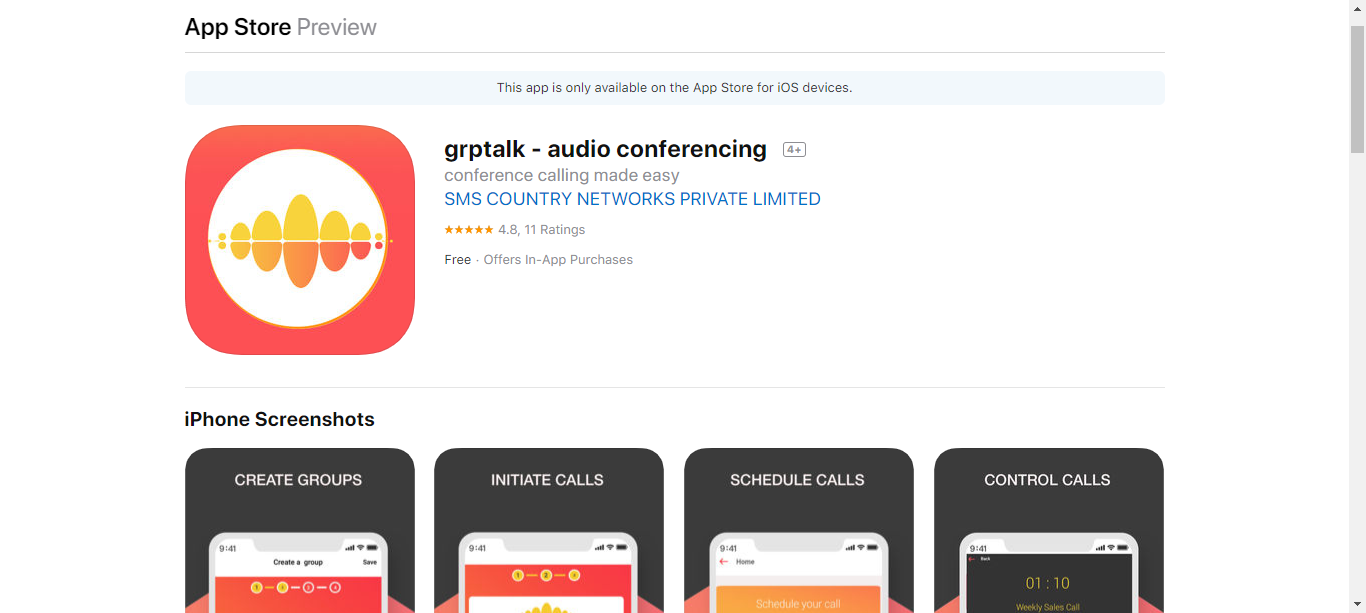 App Store Preview
This app is only available on the App Store for iOS devices.
grptalk - audio conferencing 4+
conference calling made easy
SMS COUNTRY NETWORKS PRIVATE LIMITED
★★★★★ 4.8, 11 Ratings
Free · Offers In-App Purchases
iPhone Screenshots
CREATE GROUPS
9:41
Create a group Save
1 2 3 4
INITIATE CALLS
9:41
1 2 3
SCHEDULE CALLS
9:41
Home
Schedule your call
CONTROL CALLS
9:41
Back
01 : 10
Weekly Sales Call